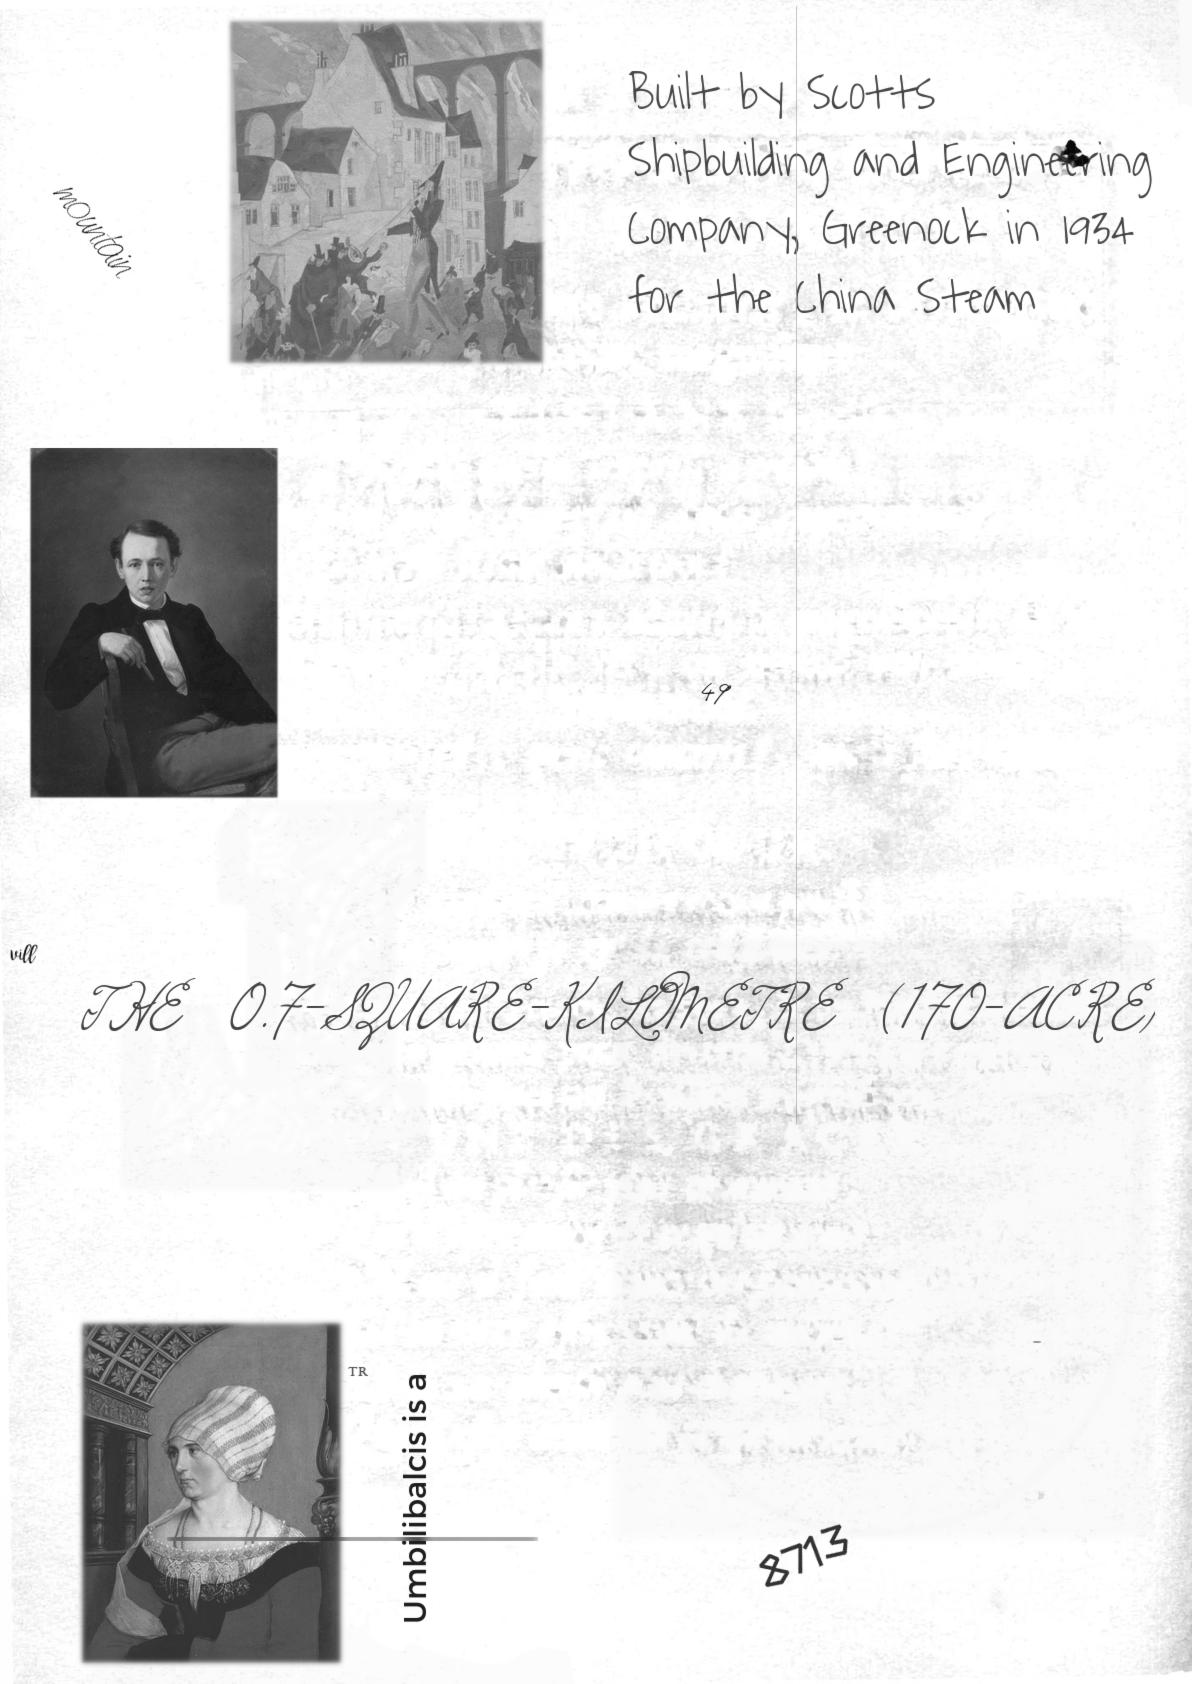 Built by Scotts
Shipbuilding and Engineering
Company, Greenock in 1934
for the China Steam
mountain
49
vill
THE 0.7-SQUARE-KILOMETRE (170-ACRE)
TR
Umbilibalcis is a
8713